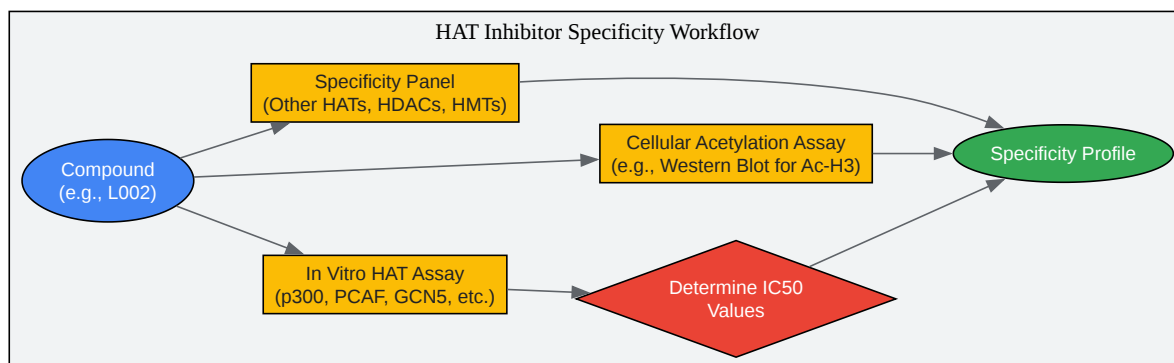 HAT Inhibitor Specificity Workflow
Specificity Panel
(Other HATs, HDACs, HMTs)
Cellular Acetylation Assay
(e.g., Western Blot for Ac-H3)
Specificity Profile
Compound
(e.g., L002)
In Vitro HAT Assay
(p300, PCAF, GCN5, etc.)
Determine IC50
Values